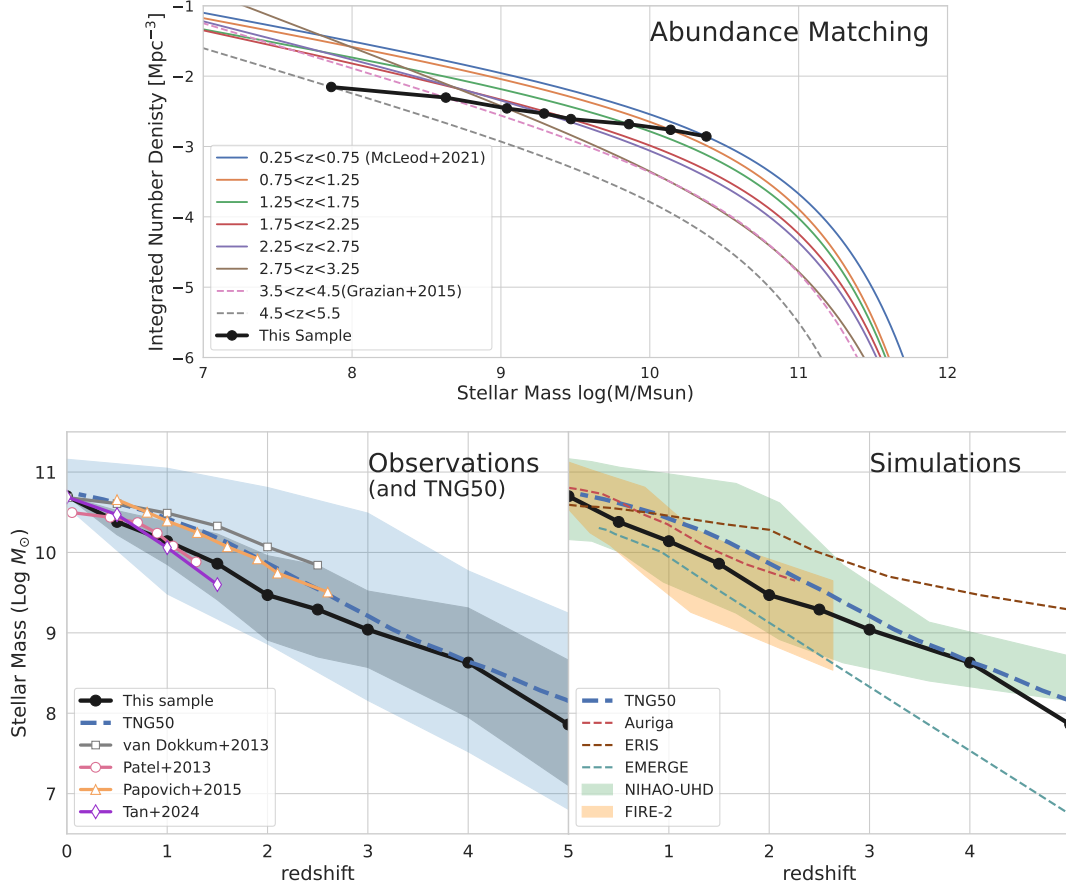 Abundance Matching
Integrated Number Denisty [Mpc⁻³]
−1
−2
−3
−4
−5
−6
0.25<z<0.75 (McLeod+2021)
0.75<z<1.25
1.25<z<1.75
1.75<z<2.25
2.25<z<2.75
2.75<z<3.25
3.5<z<4.5(Grazian+2015)
4.5<z<5.5
This Sample
7
8
9
10
11
12
Stellar Mass log(M/Msun)
Observations
(and TNG50)
Stellar Mass (Log M⊙)
11
10
9
8
7
This sample
TNG50
van Dokkum+2013
Patel+2013
Papovich+2015
Tan+2024
0
1
2
3
4
5
redshift
Simulations
TNG50
Auriga
ERIS
EMERGE
NIHAO-UHD
FIRE-2
1
2
3
4
redshift